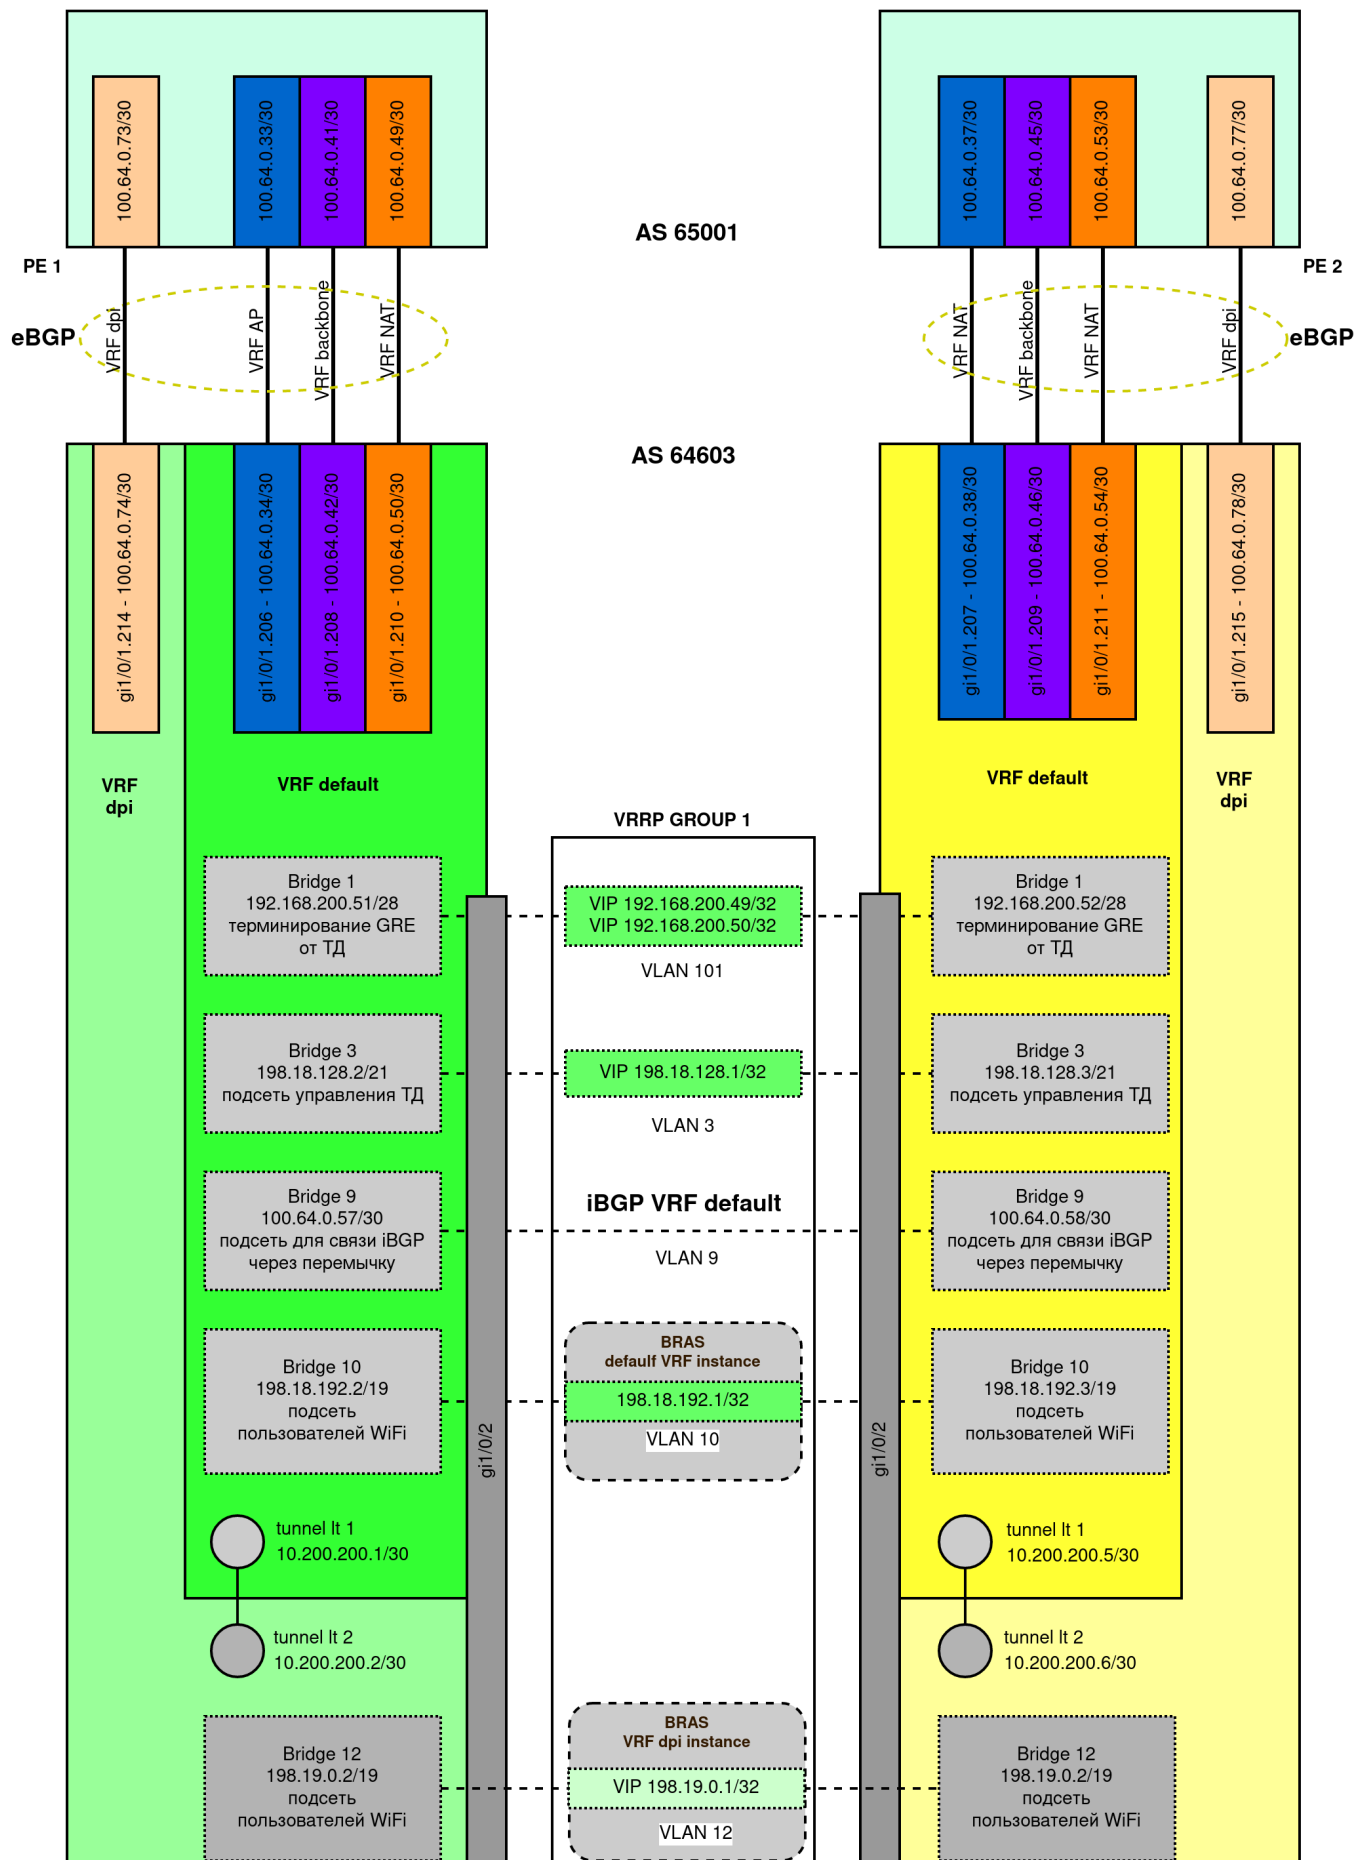 100.64.0.73/30
100.64.0.33/30
100.64.0.41/30
100.64.0.49/30
100.64.0.37/30
100.64.0.45/30
100.64.0.53/30
100.64.0.77/30
AS 65001
PE 1
PE 2
eBGP
VRF dpi
VRF AP
VRF backbone
VRF NAT
VRF NAT
VRF backbone
VRF NAT
VRF dpi
eBGP
AS 64603
gi1/0/1.214 - 100.64.0.74/30
gi1/0/1.206 - 100.64.0.34/30
gi1/0/1.208 - 100.64.0.42/30
gi1/0/1.210 - 100.64.0.50/30
gi1/0/1.207 - 100.64.0.38/30
gi1/0/1.209 - 100.64.0.46/30
gi1/0/1.211 - 100.64.0.54/30
gi1/0/1.215 - 100.64.0.78/30
VRF
dpi
VRF default
VRF default
VRF
dpi
VRRP GROUP 1
Bridge 1
192.168.200.51/28
терминирование GRE
от ТД
VIP 192.168.200.49/32
VIP 192.168.200.50/32
VLAN 101
Bridge 1
192.168.200.52/28
терминирование GRE
от ТД
Bridge 3
198.18.128.2/21
подсеть управления ТД
VIP 198.18.128.1/32
VLAN 3
Bridge 3
198.18.128.3/21
подсеть управления ТД
Bridge 9
100.64.0.57/30
подсеть для связи iBGP
через перемычку
iBGP VRF default
VLAN 9
Bridge 9
100.64.0.58/30
подсеть для связи iBGP
через перемычку
Bridge 10
198.18.192.2/19
подсеть
пользователей WiFi
BRAS
defaulf VRF instance
198.18.192.1/32
VLAN 10
Bridge 10
198.18.192.3/19
подсеть
пользователей WiFi
gi1/0/2
gi1/0/2
tunnel lt 1
10.200.200.1/30
tunnel lt 1
10.200.200.5/30
tunnel lt 2
10.200.200.2/30
tunnel lt 2
10.200.200.6/30
Bridge 12
198.19.0.2/19
подсеть
пользователей WiFi
BRAS
VRF dpi instance
VIP 198.19.0.1/32
VLAN 12
Bridge 12
198.19.0.2/19
подсеть
пользователей WiFi